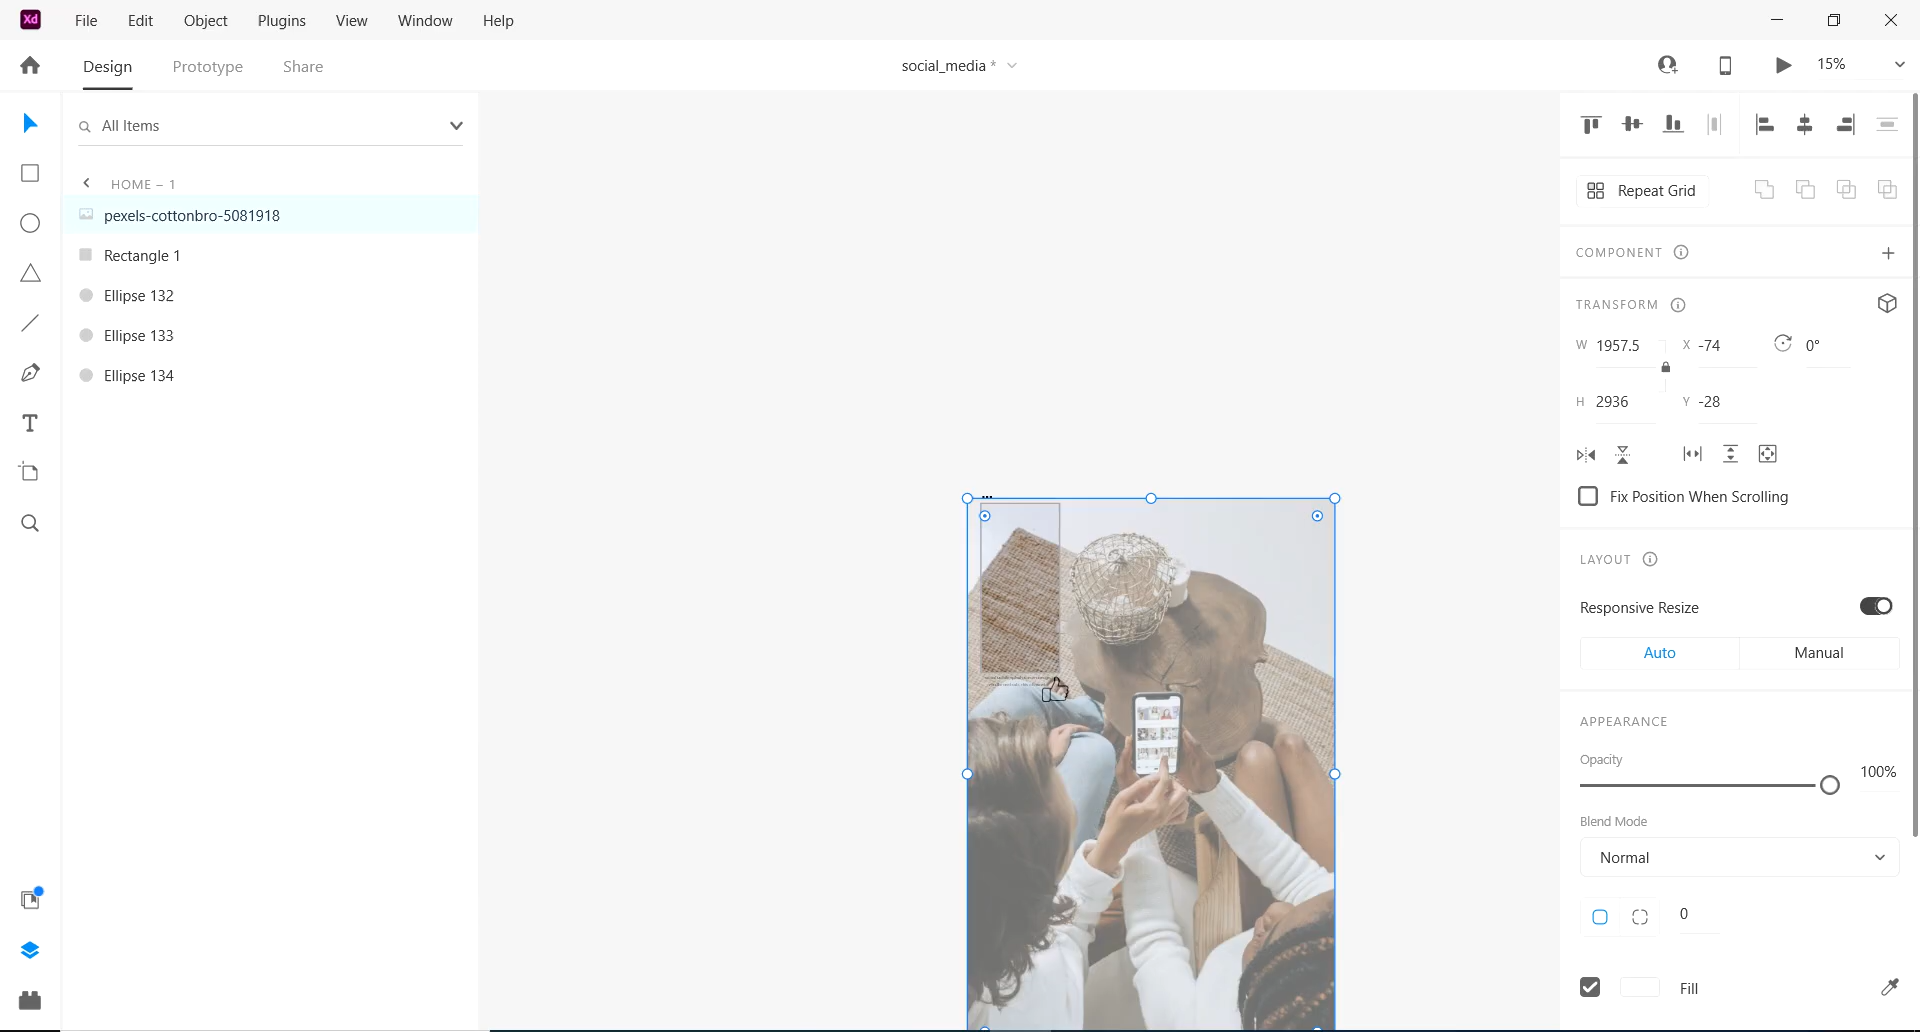 Xd File Edit Object Plugins View Window Help
Design Prototype Share social_media * 15%
All Items
HOME – 1
pexels-cottonbro-5081918
Rectangle 1
Ellipse 132
Ellipse 133
Ellipse 134
Repeat Grid
COMPONENT
TRANSFORM
W 1957.5 X -74 0°
H 2936 Y -28
Fix Position When Scrolling
LAYOUT
Responsive Resize
Auto Manual
APPEARANCE
Opacity
100%
Blend Mode
Normal
0
Fill